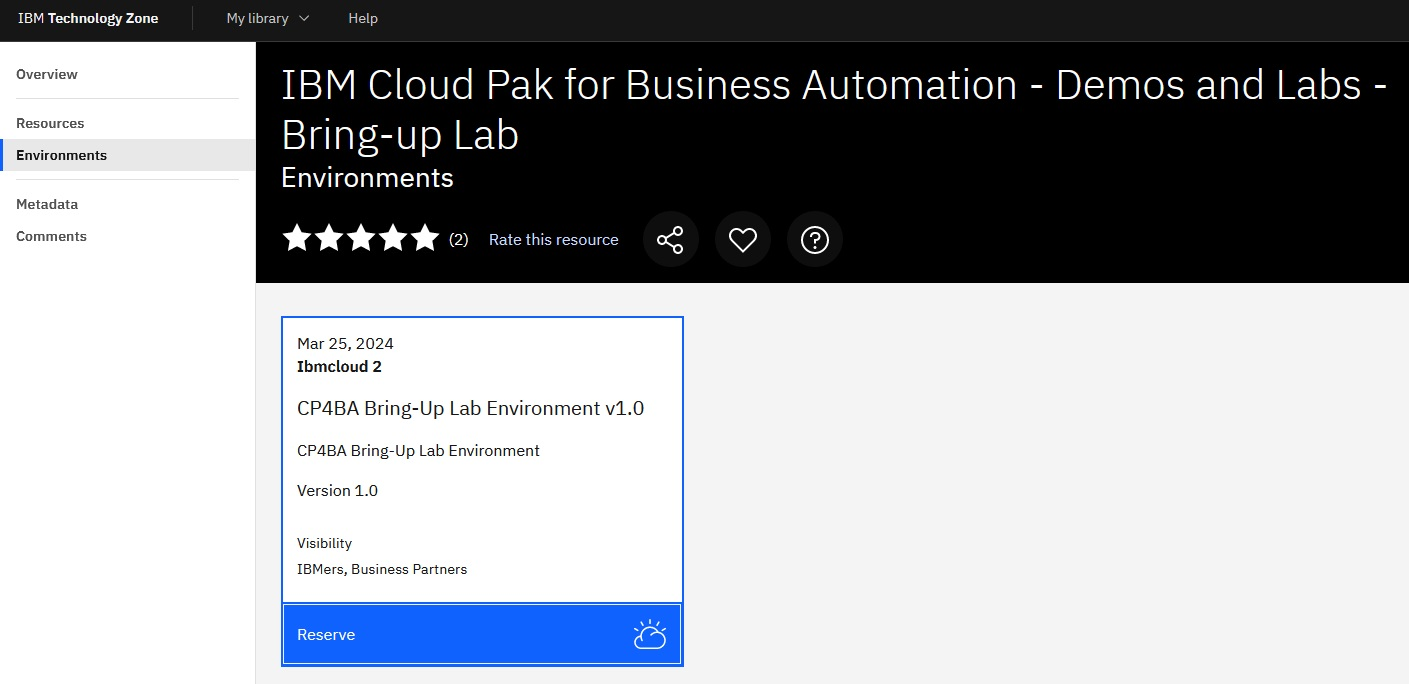 IBM Technology Zone
My library
Help
Overview
Resources
Environments
Metadata
Comments
IBM Cloud Pak for Business Automation - Demos and Labs -
Bring-up Lab
Environments
(2)
Rate this resource
Mar 25, 2024
Ibmcloud 2
CP4BA Bring-Up Lab Environment v1.0
CP4BA Bring-Up Lab Environment
Version 1.0
Visibility
IBMers, Business Partners
Reserve